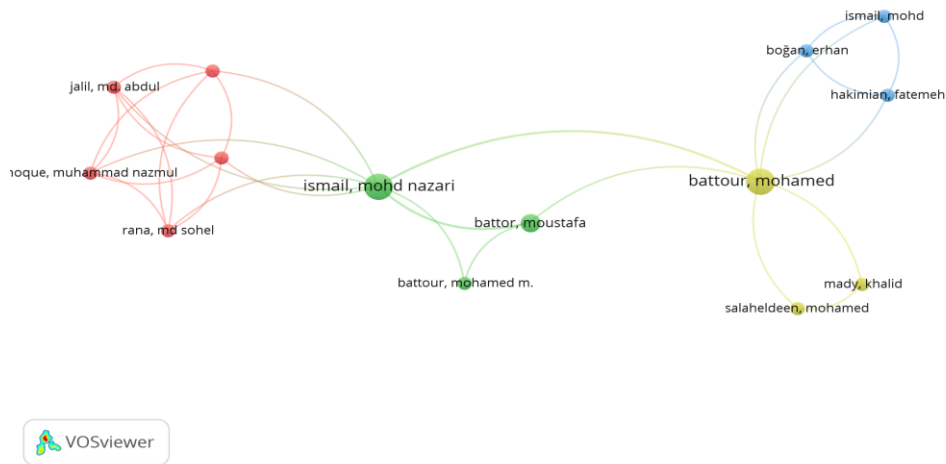 ismail, mohd
boğan, erhan
jalil, md. abdul
hakimian, fatemeh
noque, muhammad nazmul
ismail, mohd nazari
battour, mohamed
battor, moustafa
rana, md sohel
battour, mohamed m.
mady, khalid
salaheldeen, mohamed
VOSviewer